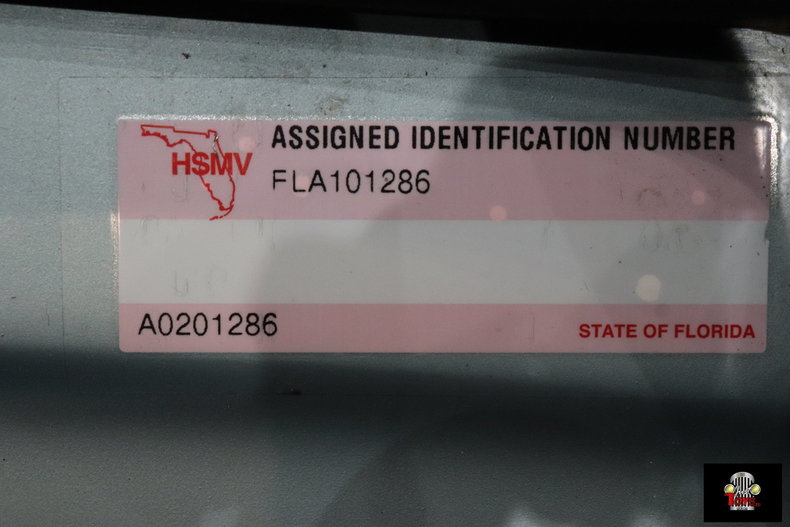 ASSIGNED IDENTIFICATION NUMBER
HSMV
FLA101286
A0201286
STATE OF FLORIDA